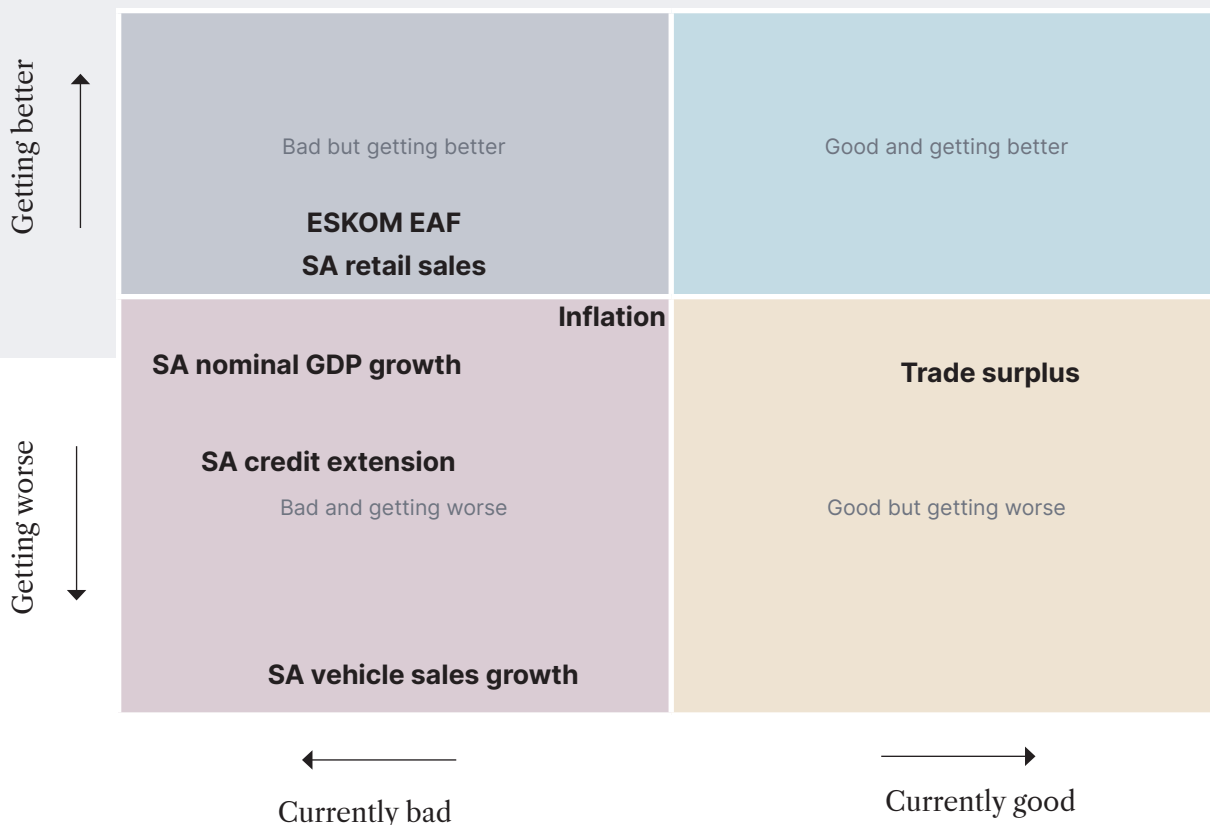 Getting better
Bad but getting better
Good and getting better
ESKOM EAF
SA retail sales
Inflation
SA nominal GDP growth
Trade surplus
Getting worse
SA credit extension
Bad and getting worse
Good but getting worse
SA vehicle sales growth
Currently bad
Currently good